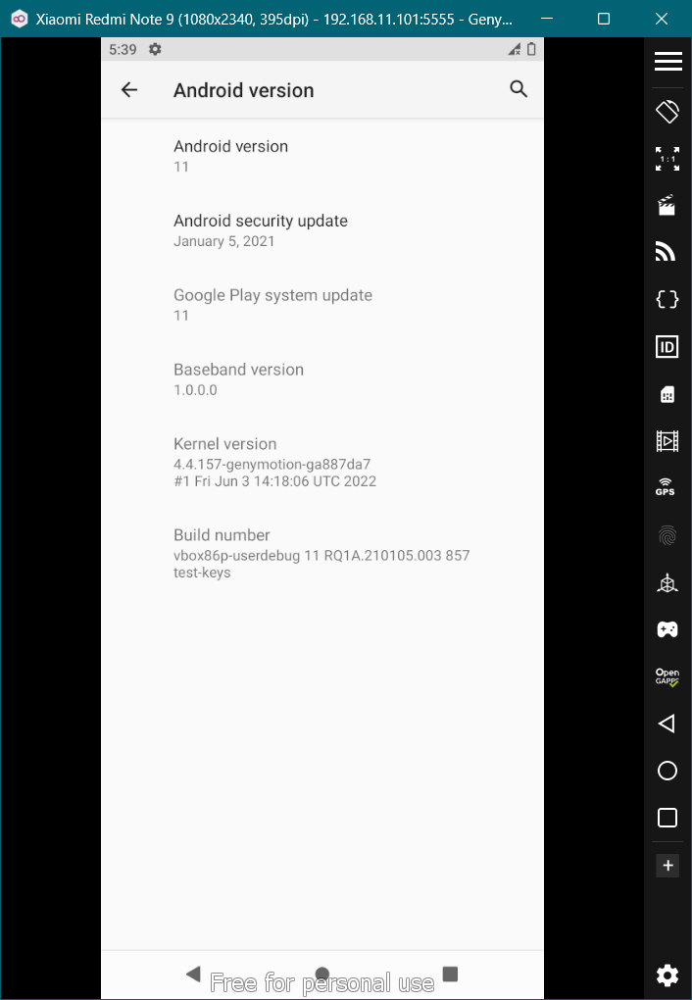 Xiaomi Redmi Note 9 (1080x2340, 395dpi) - 192.168.11.101:5555 - Geny...
5:39
Android version
Android version
11
Android security update
January 5, 2021
Google Play system update
11
Baseband version
1.0.0.0
Kernel version
4.4.157-genymotion-ga887da7
#1 Fri Jun 3 14:18:06 UTC 2022
Build number
vbox86p-userdebug 11 RQ1A.210105.003 857
test-keys
Free for personal use
1 : 1
ID
GPS
Open
GAPPS